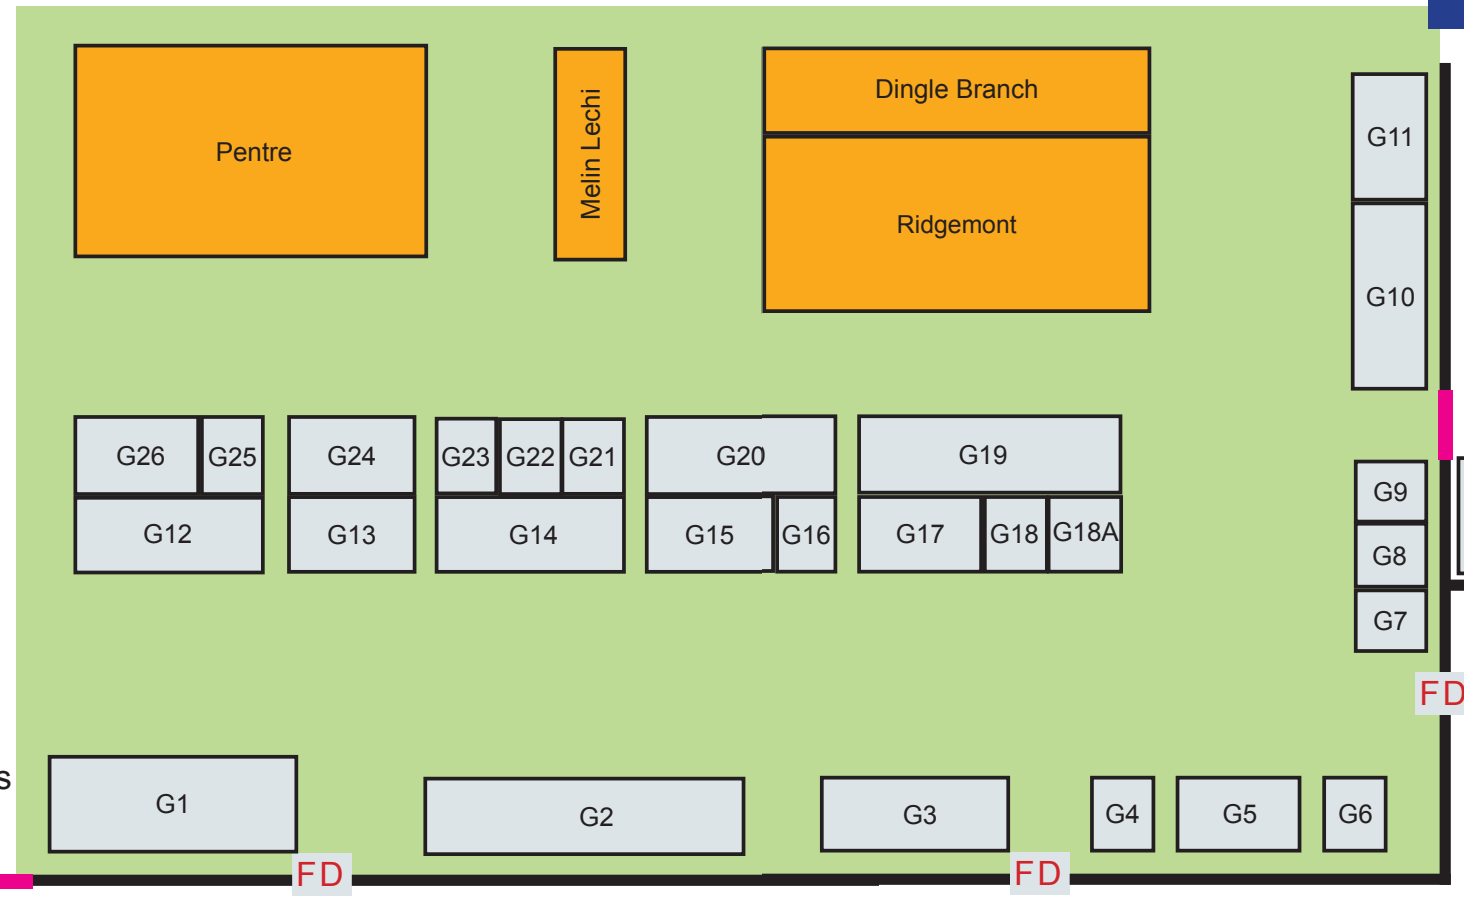 Pentre
Melin Lechi
Dingle Branch
Ridgemont
G11
G10
G26 G25 G24 G23 G22 G21 G20 G19
G12 G13 G14 G15 G16 G17 G18 G18A
G9
G8
G7
FD
s
G1 G2 G3 G4 G5 G6
FD FD